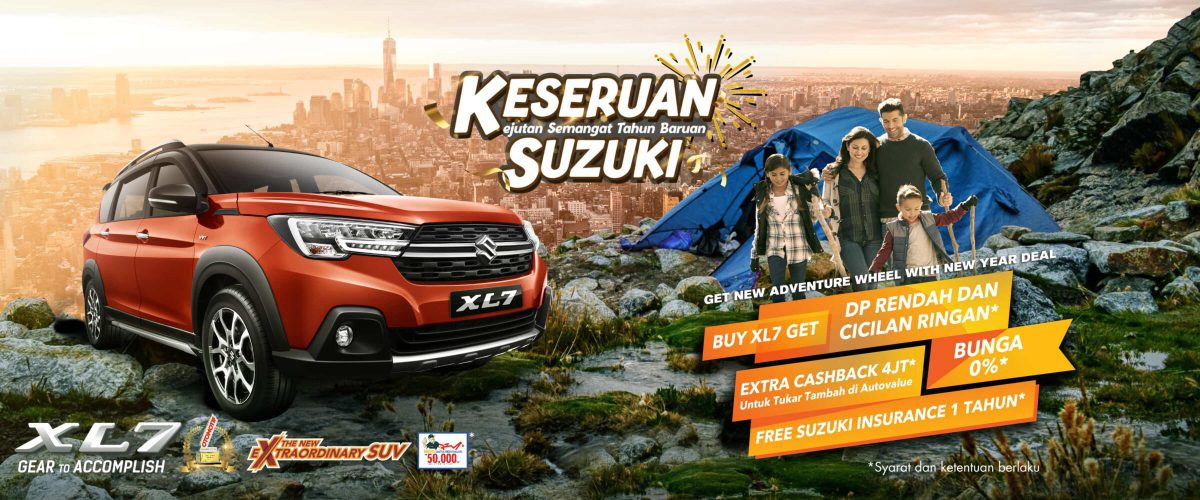 KESERUAN
ejutan Semangat Tahun Baruan
SUZUKI
XL7
GET NEW ADVENTURE WHEEL WITH NEW YEAR DEAL
BUY XL7 GET
DP RENDAH DAN
CICILAN RINGAN*
EXTRA CASHBACK 4JT*
Untuk Tukar Tambah di Autovalue
BUNGA
0%*
FREE SUZUKI INSURANCE 1 TAHUN*
*Syarat dan ketentuan berlaku
XL7
GEAR TO ACCOMPLISH
OTOMOTIF
THE NEW
EXTRAORDINARY SUV
50,000